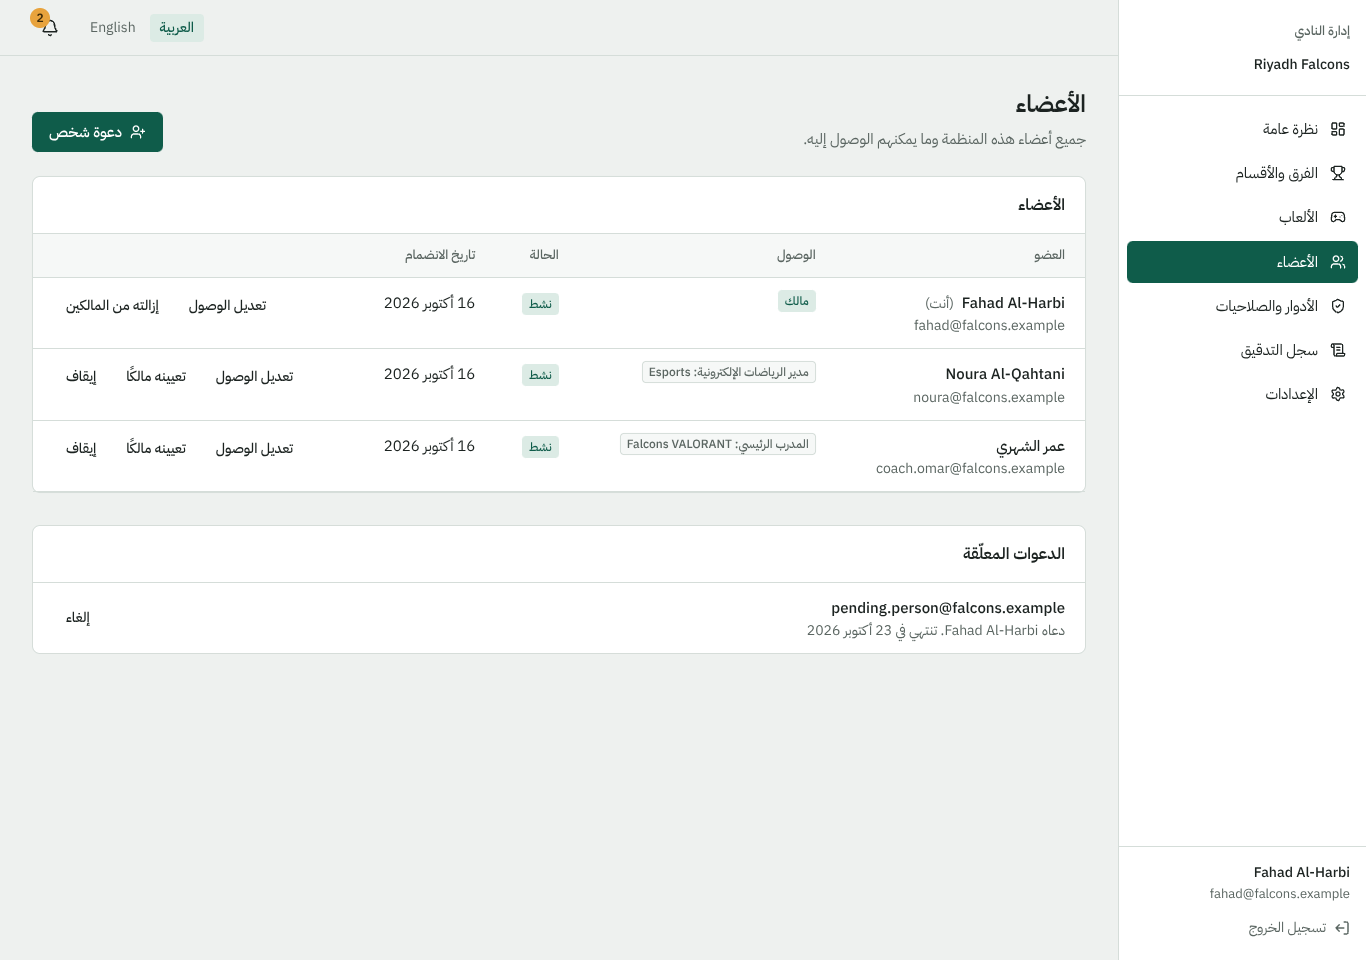 إدارة النادي
Riyadh Falcons
نظرة عامة
الفرق والأقسام
الألعاب
الأعضاء
الأدوار والصلاحيات
سجل التدقيق
الإعدادات
Fahad Al-Harbi
fahad@falcons.example
تسجيل الخروج
العربية English 2
الأعضاء
جميع أعضاء هذه المنظمة وما يمكنهم الوصول إليه.
دعوة شخص
الأعضاء
العضو الوصول الحالة تاريخ الانضمام
Fahad Al-Harbi (أنت) مالك نشط 16 أكتوبر 2026 تعديل الوصول إزالته من المالكين
fahad@falcons.example
Noura Al-Qahtani مدير الرياضات الإلكترونية: Esports نشط 16 أكتوبر 2026 تعديل الوصول تعيينه مالكًا إيقاف
noura@falcons.example
عمر الشهري المدرب الرئيسي: Falcons VALORANT نشط 16 أكتوبر 2026 تعديل الوصول تعيينه مالكًا إيقاف
coach.omar@falcons.example
الدعوات المعلّقة
pending.person@falcons.example
دعاه Fahad Al-Harbi. تنتهي في 23 أكتوبر 2026
إلغاء